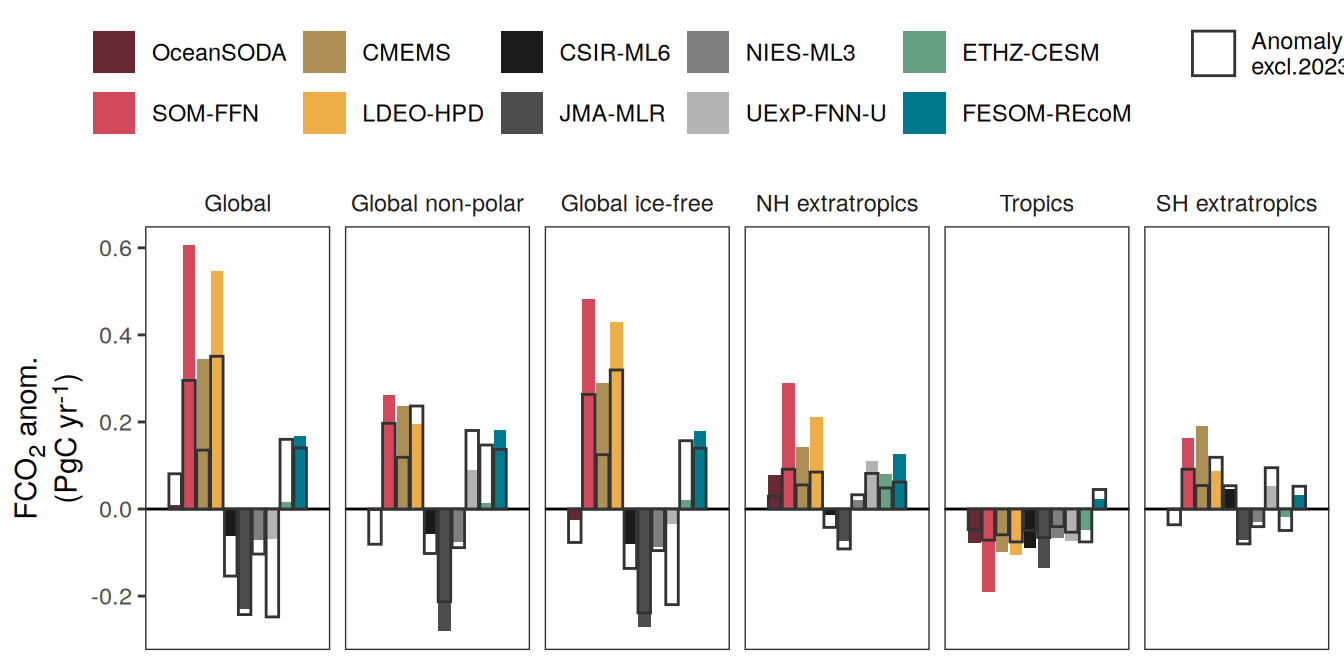 OceanSODA CMEMS CSIR-ML6 NIES-ML3 ETHZ-CESM Anomaly
excl.2023
SOM-FFN LDEO-HPD JMA-MLR UExP-FNN-U FESOM-REcoM
Global Global non-polar Global ice-free NH extratropics Tropics SH extratropics
FCO₂ anom.
(PgC yr⁻¹)
0.6
0.4
0.2
0.0
-0.2